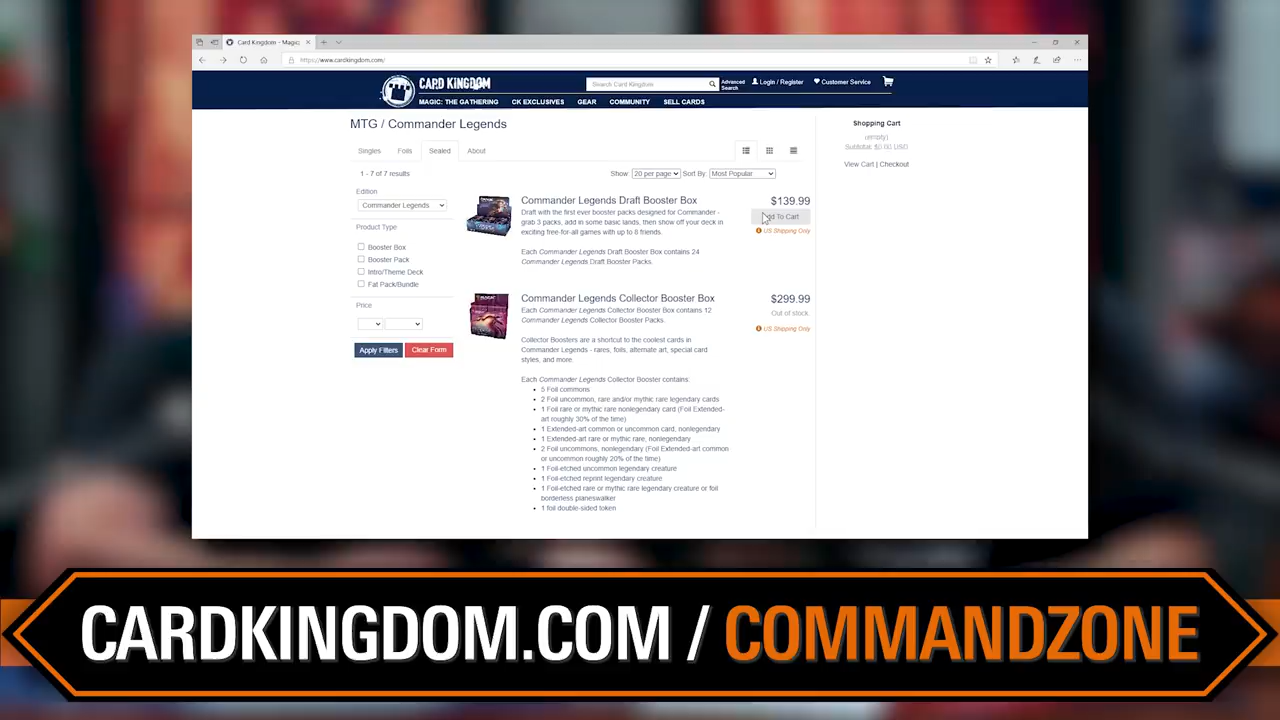 Card Kingdom - Magic:
https://www.cardkingdom.com/
CARD KINGDOM
Search Card Kingdom
Advanced
Search
Login / Register
Customer Service
MAGIC: THE GATHERING
CK EXCLUSIVES
GEAR
COMMUNITY
SELL CARDS
MTG / Commander Legends
Shopping Cart
(empty)
Subtotal: $0.00 USD
View Cart | Checkout
Singles
Foils
Sealed
About
1 - 7 of 7 results
Show
20 per page
Sort By:
Most Popular
Edition
Commander Legends
Product Type
Booster Box
Booster Pack
Intro/Theme Deck
Fat Pack/Bundle
Price
Apply Filters
Clear Form
Commander Legends Draft Booster Box
Draft with the first ever booster packs designed for Commander -
grab 3 packs, add in some basic lands, then show off your deck in
exciting free-for-all games with up to 8 friends.
Each Commander Legends Draft Booster Box contains 24
Commander Legends Draft Booster Packs.
$139.99
To Cart
US Shipping Only
Commander Legends Collector Booster Box
Each Commander Legends Collector Booster Box contains 12
Commander Legends Collector Booster Packs.
Collector Boosters are a shortcut to the coolest cards in
Commander Legends - rares, foils, alternate art, special card
styles, and more.
Each Commander Legends Collector Booster contains:
5 Foil commons
2 Foil uncommon, rare and/or mythic rare legendary cards
1 Foil rare or mythic rare nonlegendary card (Foil Extended-
art roughly 30% of the time)
1 Extended-art common or uncommon card, nonlegendary
1 Extended-art rare or mythic rare, nonlegendary
2 Foil uncommons, nonlegendary (Foil Extended-art common
or uncommon roughly 20% of the time)
1 Foil-etched uncommon legendary creature
1 Foil-etched reprint legendary creature
1 Foil-etched rare or mythic rare legendary creature or foil
borderless planeswalker
1 foil double-sided token
$299.99
Out of stock.
US Shipping Only
CARDKINGDOM.COM / COMMANDZONE